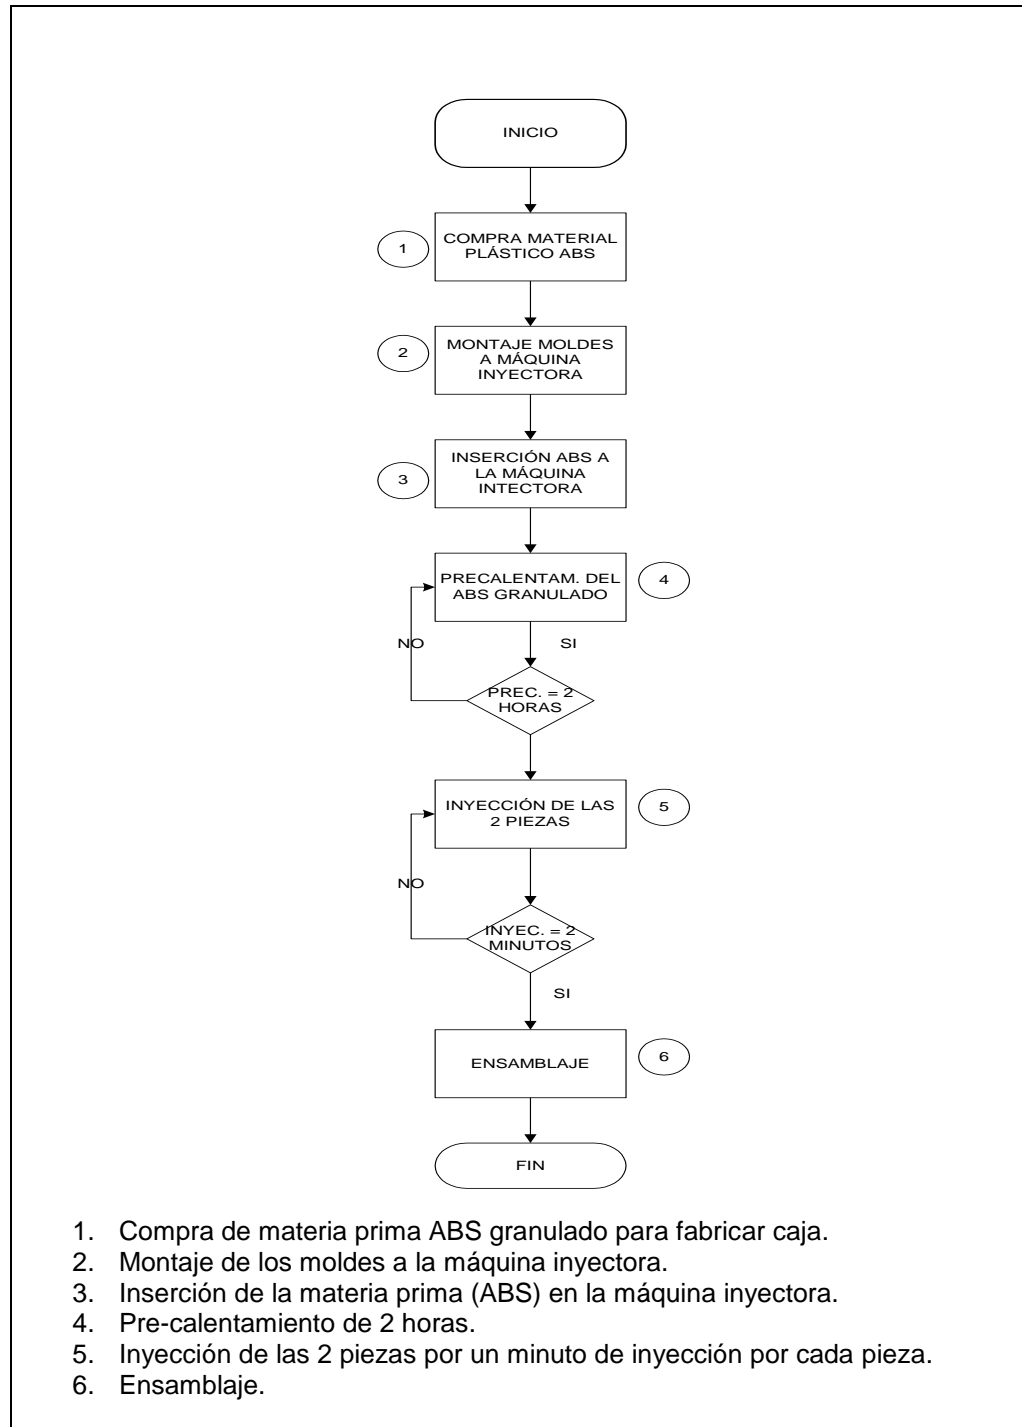 INICIO
1
COMPRA MATERIAL
PLÁSTICO ABS
2
MONTAJE MOLDES
A MÁQUINA
INYECTORA
3
INSERCIÓN ABS A
LA MÁQUINA
INTECTORA
PRECALENTAM. DEL
ABS GRANULADO
4
NO
SI
PREC. = 2
HORAS
INYECCIÓN DE LAS
2 PIEZAS
5
NO
INYEC. = 2
MINUTOS
SI
ENSAMBLAJE
6
FIN
1. Compra de materia prima ABS granulado para fabricar caja.
2. Montaje de los moldes a la máquina inyectora.
3. Inserción de la materia prima (ABS) en la máquina inyectora.
4. Pre-calentamiento de 2 horas.
5. Inyección de las 2 piezas por un minuto de inyección por cada pieza.
6. Ensamblaje.